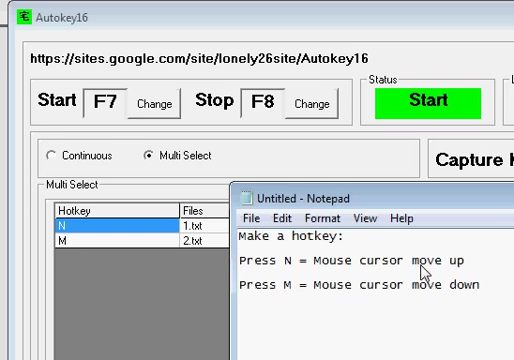 Autokey16
https://sites.google.com/site/lonely26site/Autokey16
Start F7 Change Stop F8 Change
Status
Start
Continuous Multi Select
Capture
Multi Select
Hotkey Files
N 1.txt
M 2.txt
Untitled - Notepad
File Edit Format View Help
Make a hotkey:
Press N = Mouse cursor move up
Press M = Mouse cursor move down